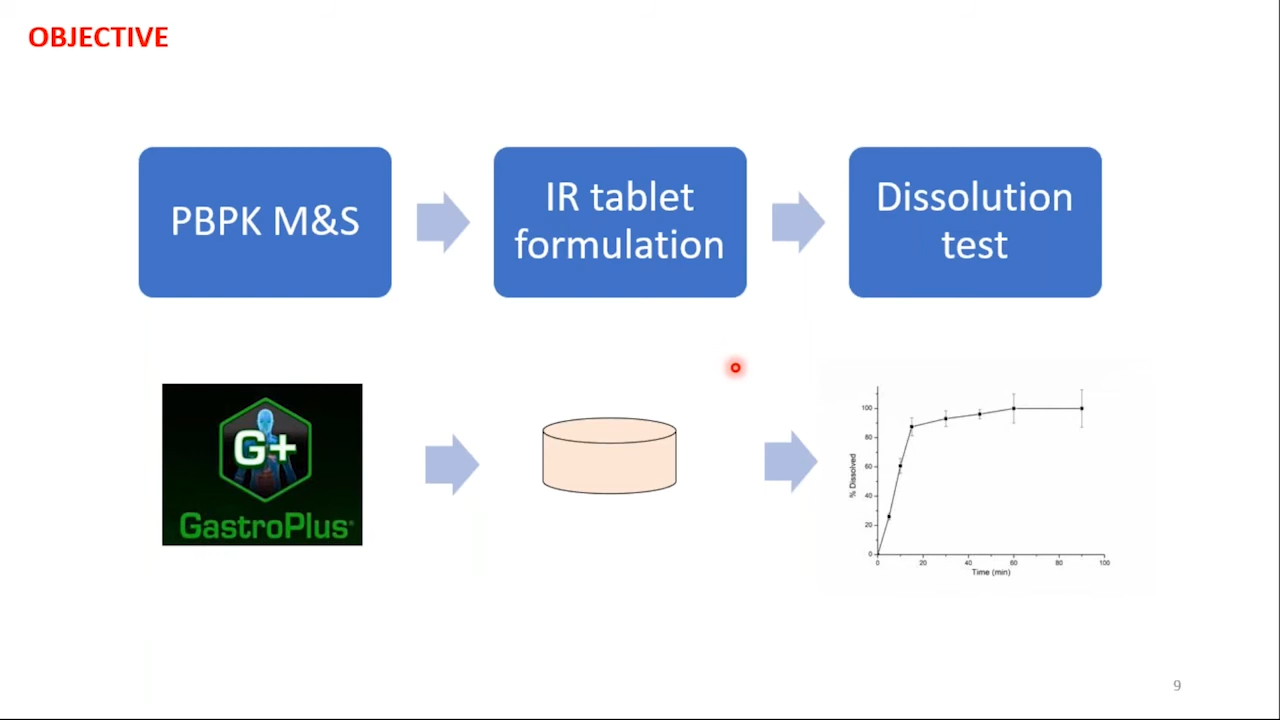 OBJECTIVE
PBPK M&S
IR tablet
formulation
Dissolution
test
G+
GastroPlus®
% Dissolved
100
80
60
40
20
0
0 20 40 60 80 100
Time (min)
9